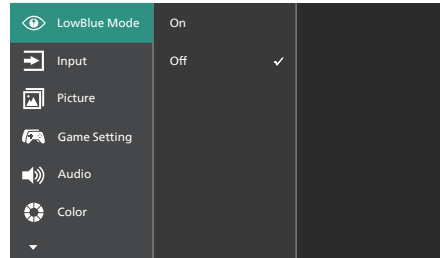 LowBlue Mode
On
Input
Off
Picture
Game Setting
Audio
Color